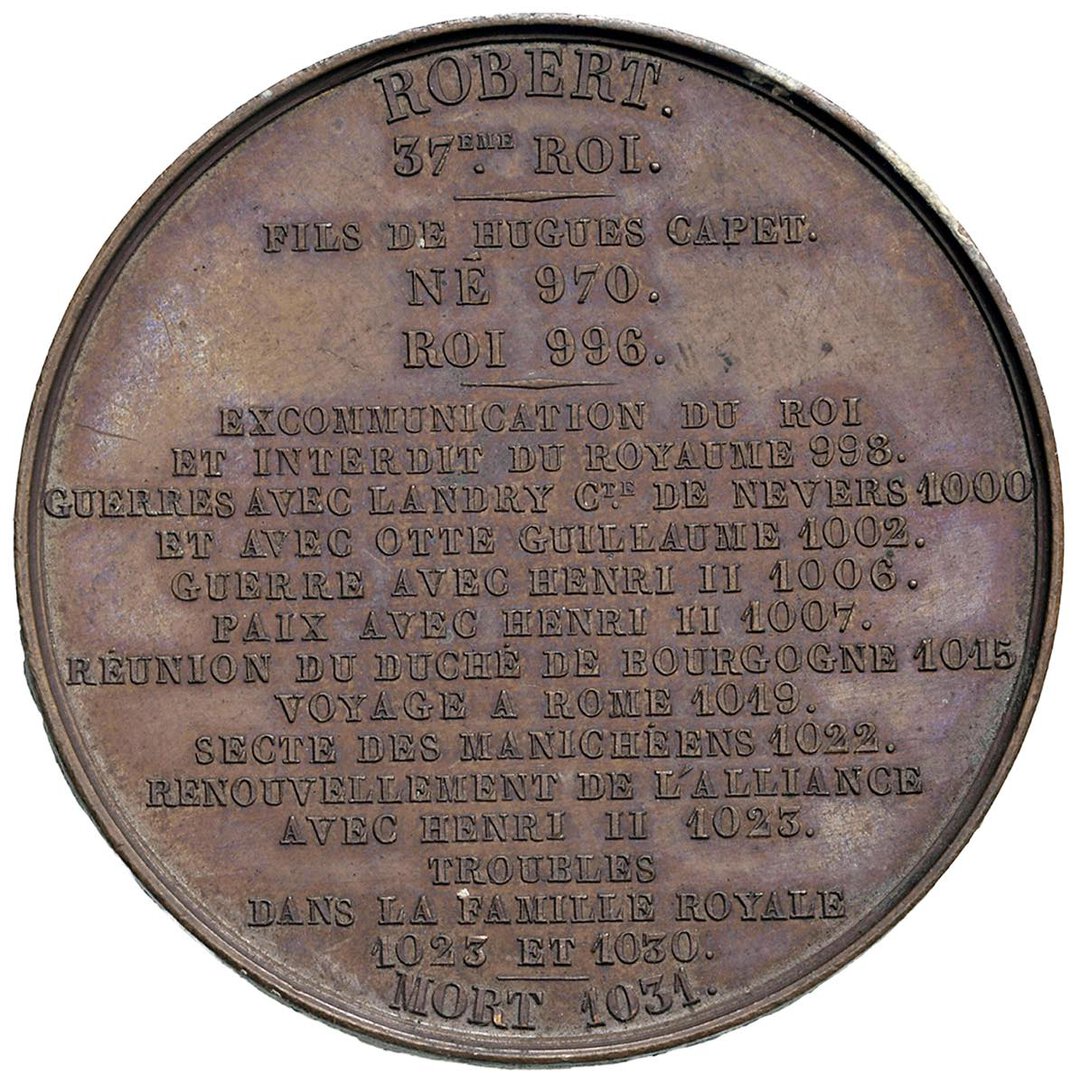 ROBERT.
37EME. ROI.
FILS DE HUGUES CAPET.
NÉ 970.
ROI 996.
EXCOMMUNICATION DU ROI
ET INTERDIT DU ROYAUME 998.
GUERRES AVEC LANDRY CTE. DE NEVERS 1000
ET AVEC OTTE GUILLAUME 1002.
GUERRE AVEC HENRI II 1006.
PAIX AVEC HENRI II 1007.
RÉUNION DU DUCHÉ DE BOURGOGNE 1015
VOYAGE A ROME 1019.
SECTE DES MANICHÉENS 1022.
RENOUVELLEMENT DE L'ALLIANCE
AVEC HENRI II 1023.
TROUBLES
DANS LA FAMILLE ROYALE
1023 ET 1030.
MORT 1031.